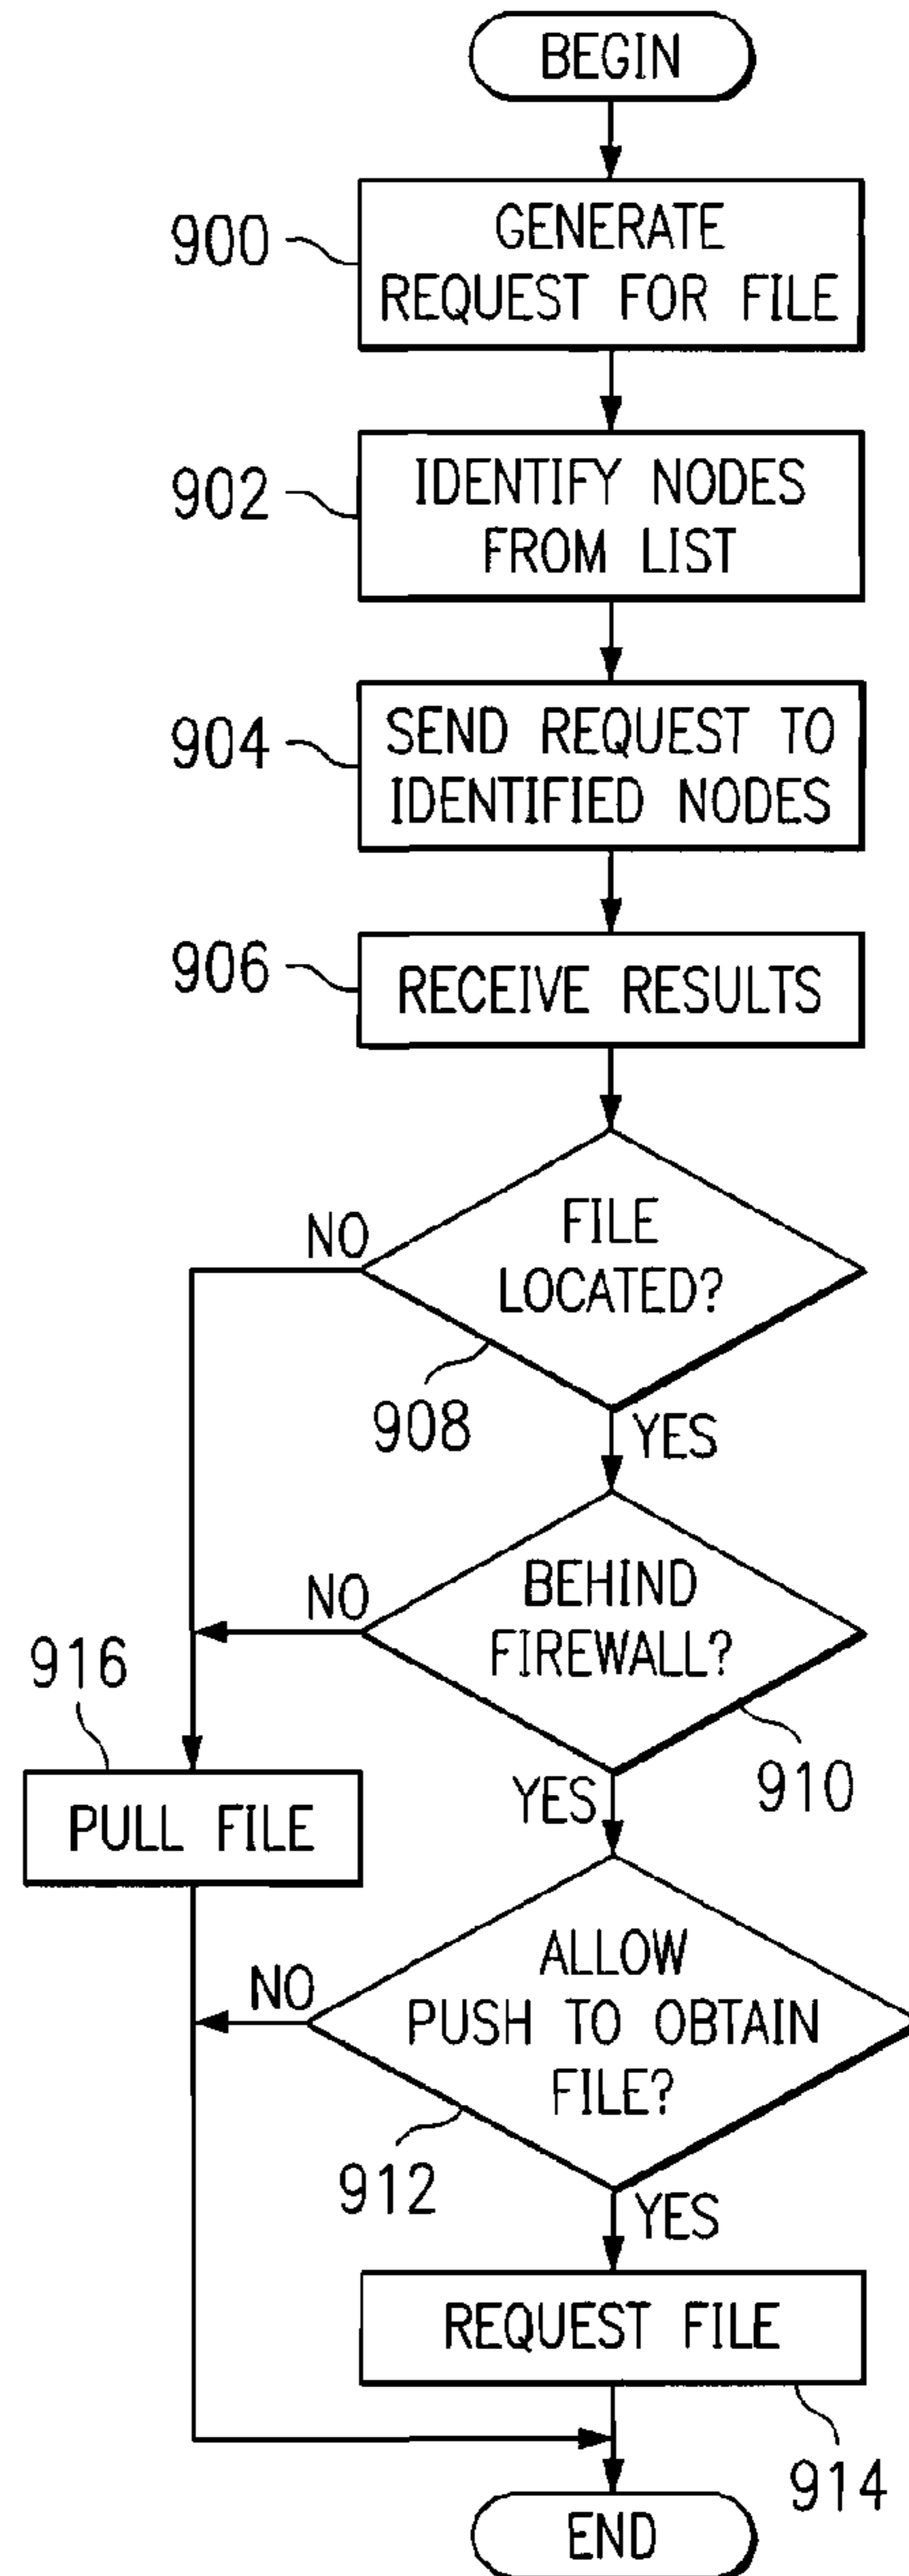 BEGIN
900
GENERATE
REQUEST FOR FILE
902
IDENTIFY NODES
FROM LIST
904
SEND REQUEST TO
IDENTIFIED NODES
906
RECEIVE RESULTS
NO
FILE
LOCATED?
908
YES
NO
BEHIND
FIREWALL?
916
910
YES
PULL FILE
NO
ALLOW
PUSH TO OBTAIN
FILE?
912
YES
REQUEST FILE
914
END